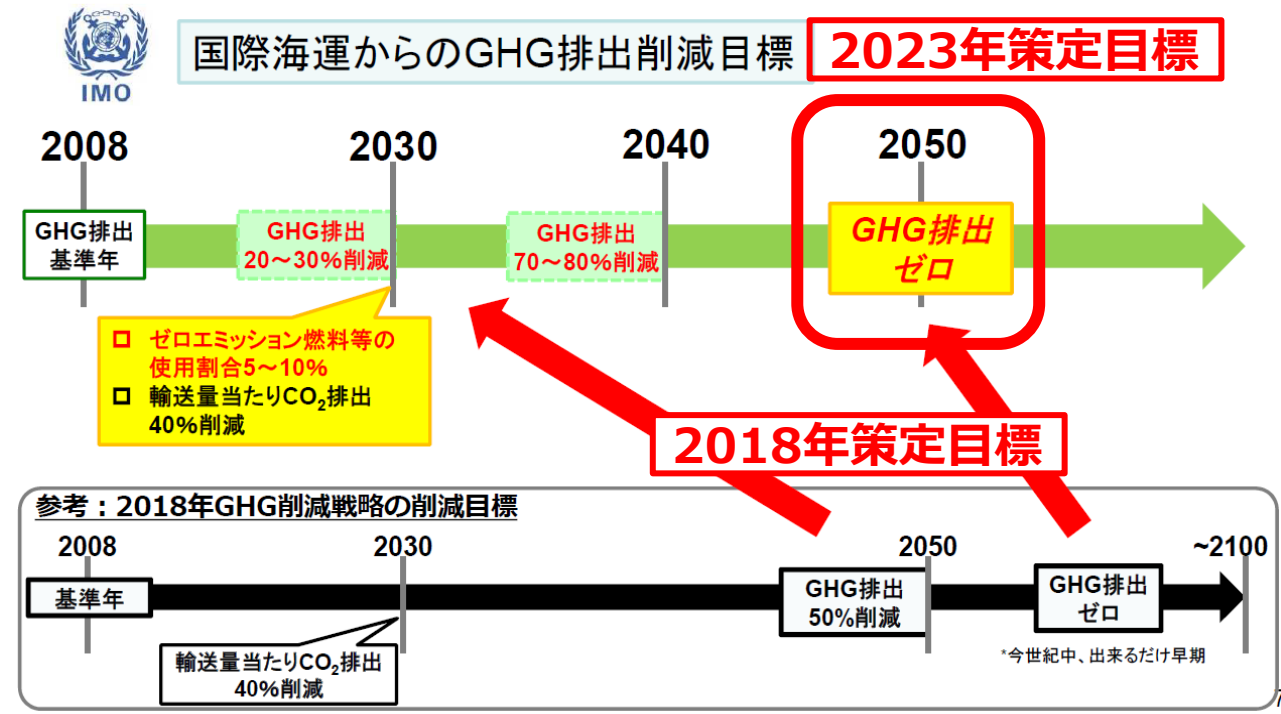 IMO
国際海運からのGHG排出削減目標
2023年策定目標
2008
2030
2040
2050
GHG排出
基準年
GHG排出
20～30%削減
GHG排出
70～80%削減
GHG排出
ゼロ
ゼロエミッション燃料等の
使用割合5～10%
輸送量当たりCO₂排出
40%削減
2018年策定目標
参考：2018年GHG削減戦略の削減目標
2008
2030
2050
~2100
基準年
GHG排出
50%削減
GHG排出
ゼロ
輸送量当たりCO₂排出
40%削減
*今世紀中、出来るだけ早期